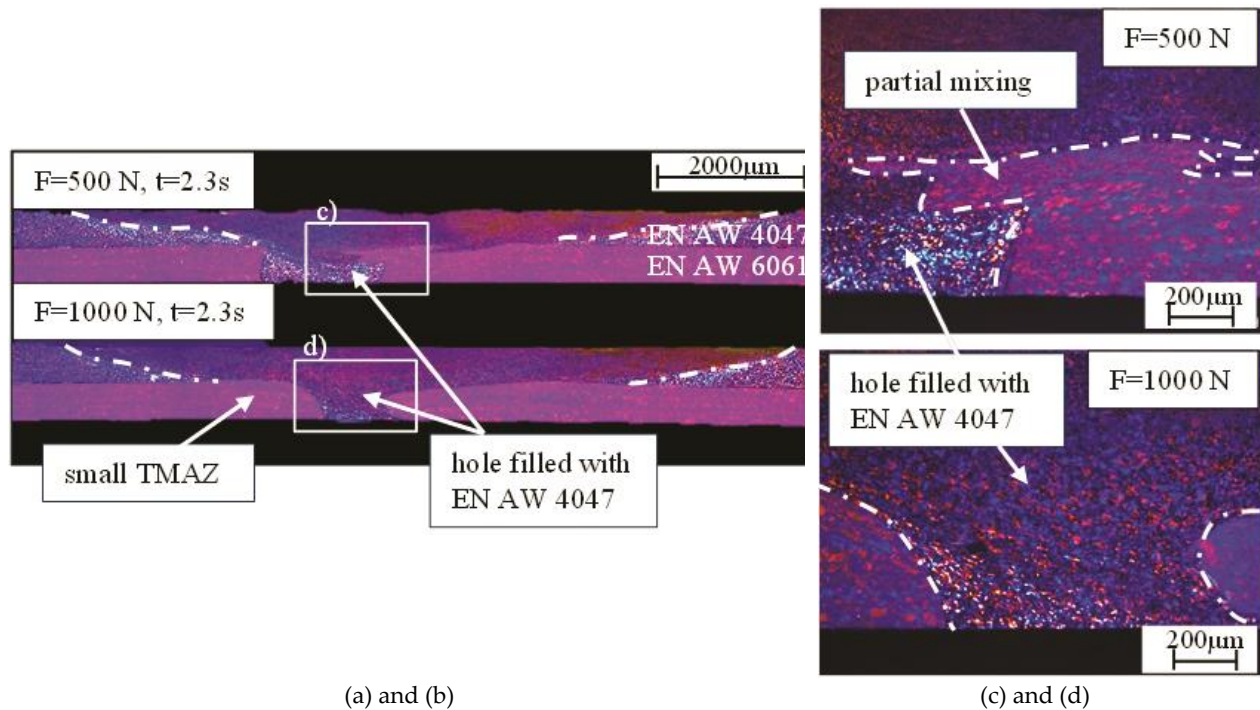 F=500 N, t=2.3s
2000µm
c)
EN AW 4047
EN AW 6061
F=1000 N, t=2.3s
d)
small TMAZ
hole filled with
EN AW 4047
(a) and (b)
F=500 N
partial mixing
200µm
hole filled with
EN AW 4047
F=1000 N
200µm
(c) and (d)